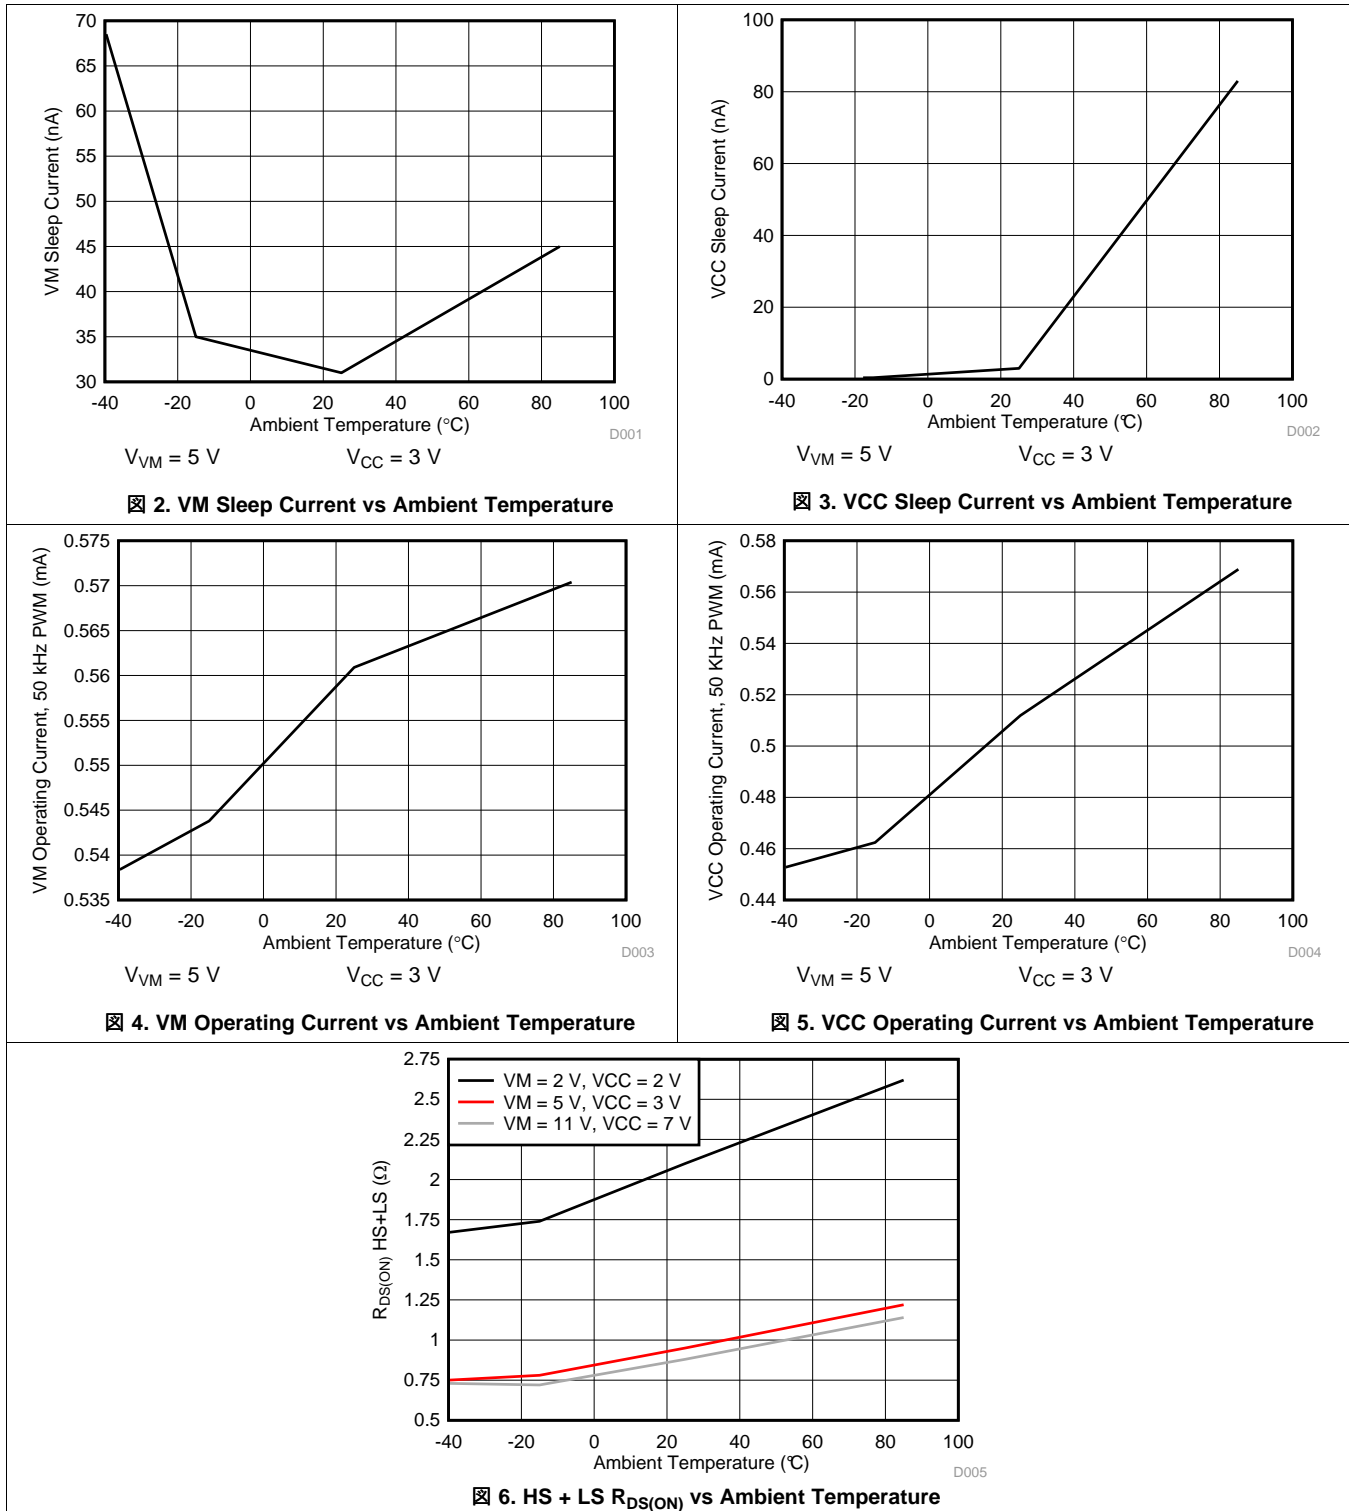 70
65
60
55
50
45
40
35
30
VM Sleep Current (nA)
-40 -20 0 20 40 60 80 100
Ambient Temperature (°C)
D001
V_VM = 5 V V_CC = 3 V
図 2. VM Sleep Current vs Ambient Temperature
100
80
60
40
20
0
VCC Sleep Current (nA)
-40 -20 0 20 40 60 80 100
Ambient Temperature (°C)
D002
V_VM = 5 V V_CC = 3 V
図 3. VCC Sleep Current vs Ambient Temperature
0.575
0.57
0.565
0.56
0.555
0.55
0.545
0.54
0.535
VM Operating Current, 50 kHz PWM (mA)
-40 -20 0 20 40 60 80 100
Ambient Temperature (°C)
D003
V_VM = 5 V V_CC = 3 V
図 4. VM Operating Current vs Ambient Temperature
0.58
0.56
0.54
0.52
0.5
0.48
0.46
0.44
VCC Operating Current, 50 KHz PWM (mA)
-40 -20 0 20 40 60 80 100
Ambient Temperature (°C)
D004
V_VM = 5 V V_CC = 3 V
図 5. VCC Operating Current vs Ambient Temperature
2.75
2.5
2.25
2
1.75
1.5
1.25
1
0.75
0.5
R_DS(ON) HS+LS (Ω)
VM = 2 V, VCC = 2 V
VM = 5 V, VCC = 3 V
VM = 11 V, VCC = 7 V
-40 -20 0 20 40 60 80 100
Ambient Temperature (°C)
D005
図 6. HS + LS R_DS(ON) vs Ambient Temperature